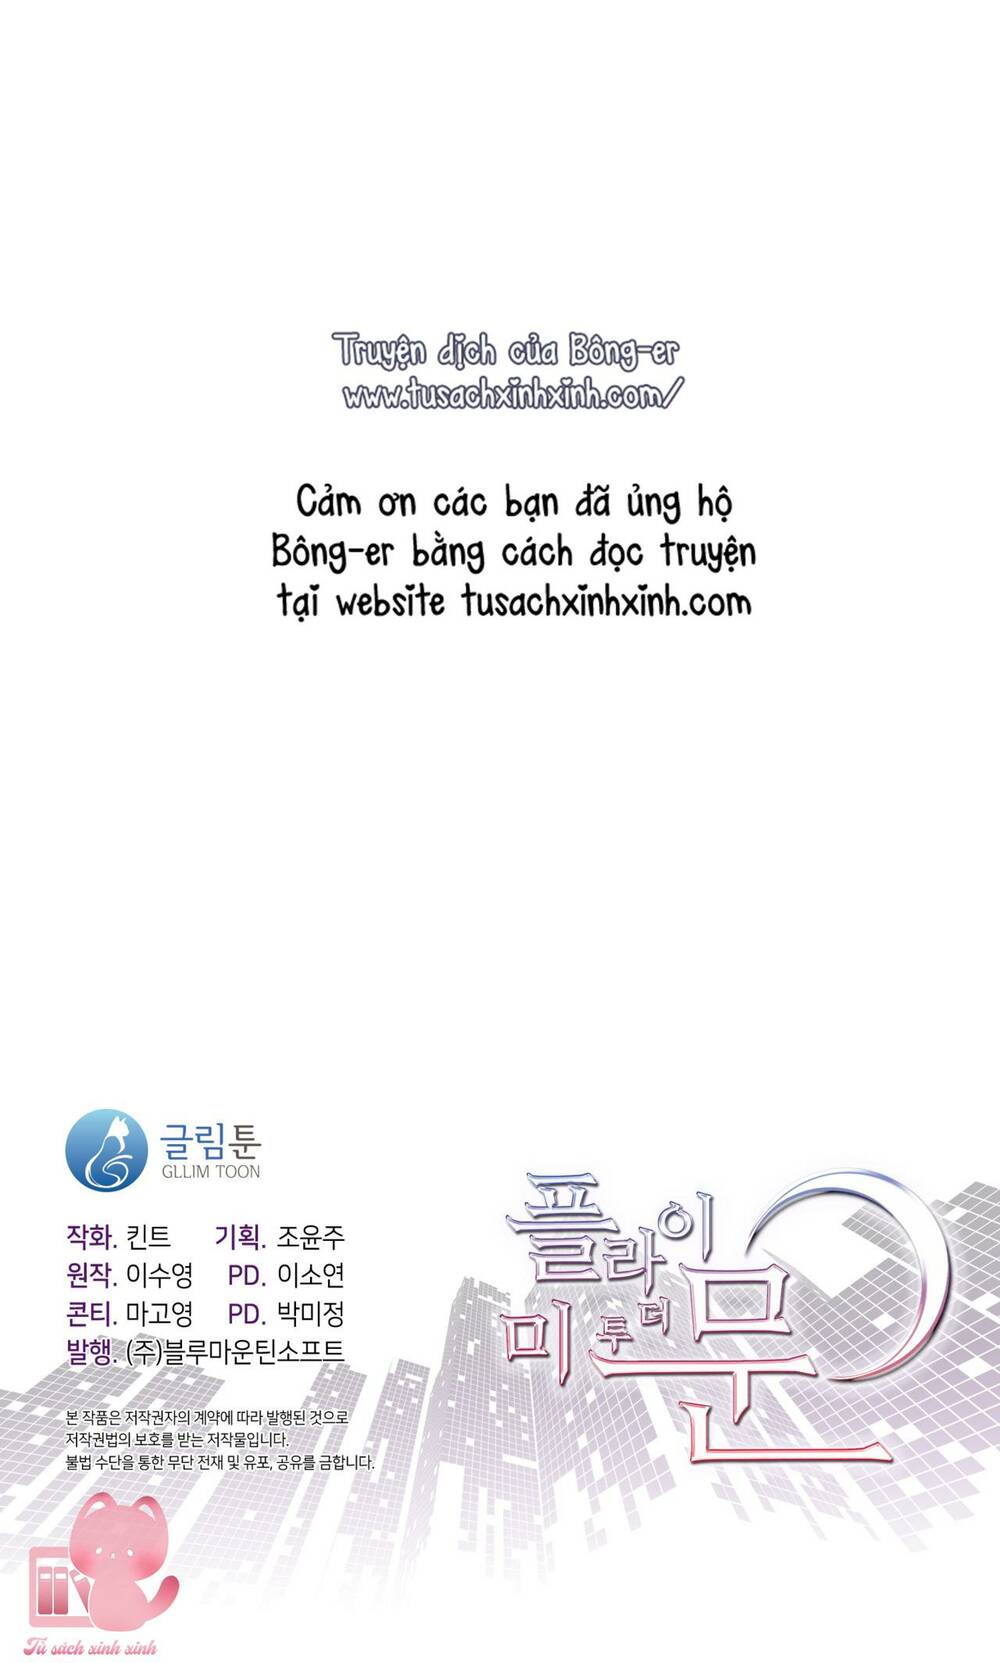 Truyện dịch của Bông-er
www.tusachxinhxinh.com/
Cảm ơn các bạn đã ủng hộ
Bông-er bằng cách đọc truyện
tại website tusachxinhxinh.com
글림툰
GLLIM TOON
작화. 킨트 기획. 조윤주
원작. 이수영 PD. 이소연
콘티. 마고영 PD. 박미정
발행. (주)블루마운틴소프트
본 작품은 저작권자의 계약에 따라 발행된 것으로
저작권법의 보호를 받는 저작물입니다.
불법 수단을 통한 무단 전재 및 유포, 공유를 금합니다.
플라이
미 투 더 문
Tủ sách xinh xinh